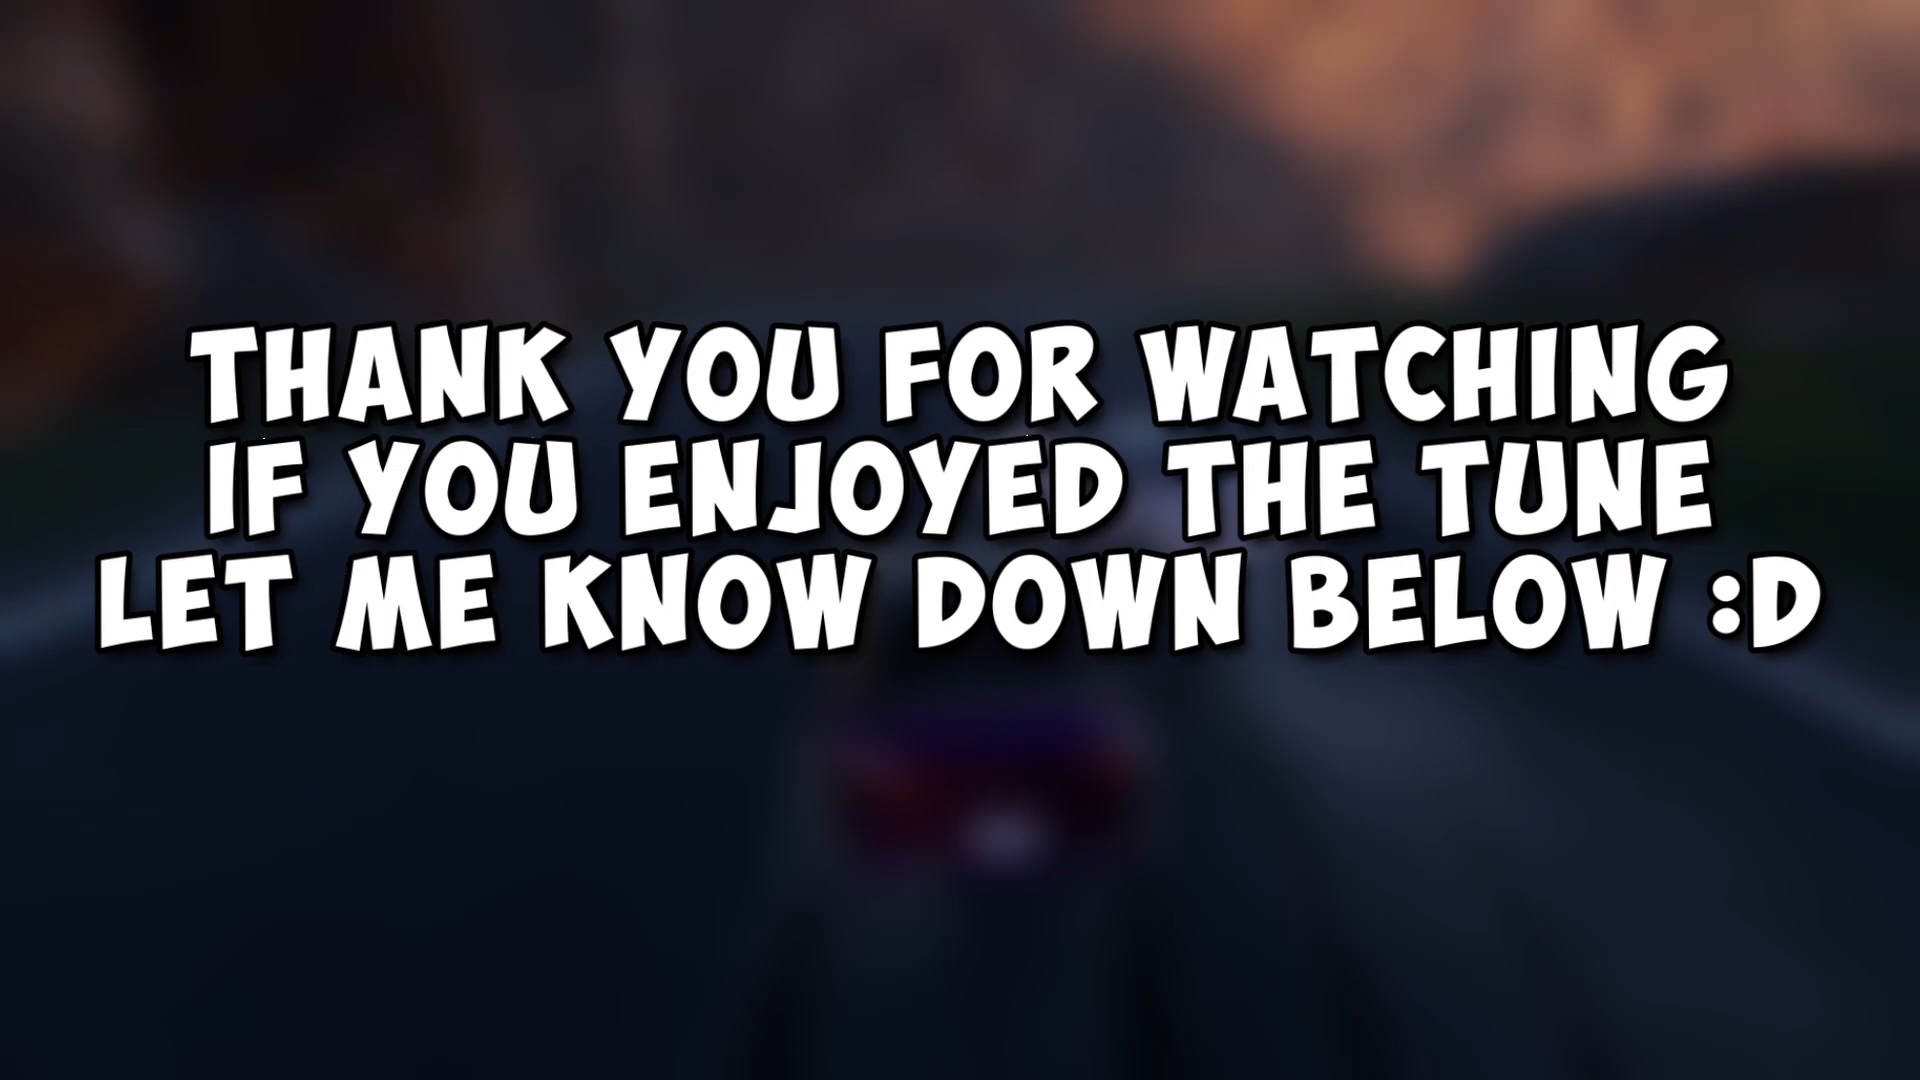 THANK YOU FOR WATCHING
IF YOU ENJOYED THE TUNE
LET ME KNOW DOWN BELOW :D